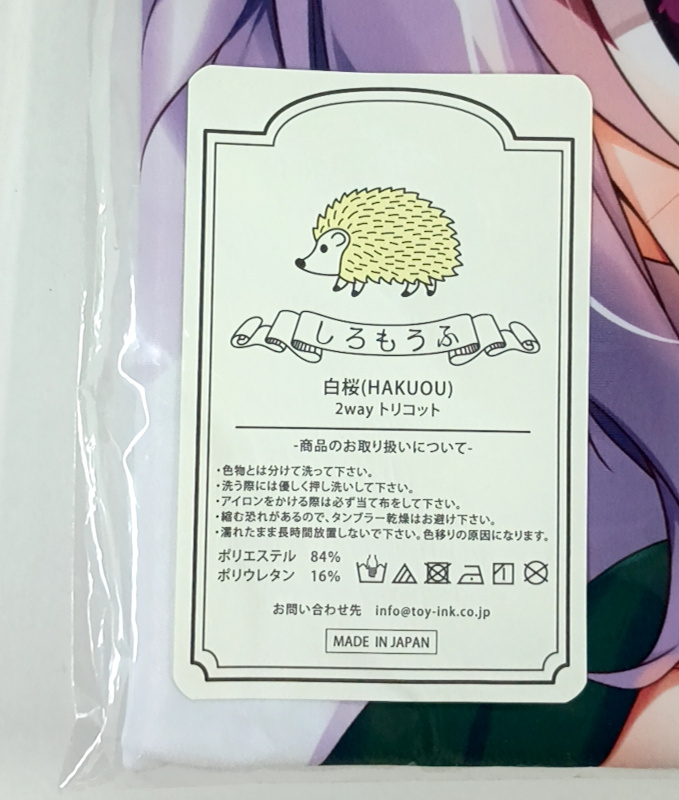 しろもうふ
白桜(HAKUOU)
2way トリコット
-商品のお取り扱いについて-
・色物とは分けて洗って下さい。
・洗う際には優しく押し洗いして下さい。
・アイロンをかける際は必ず当て布をして下さい。
・縮む恐れがあるので、タンブラー乾燥はお避け下さい。
・濡れたまま長時間放置しないで下さい。色移りの原因になります。
ポリエステル 84%
ポリウレタン 16%
お問い合わせ先 info@toy-ink.co.jp
MADE IN JAPAN